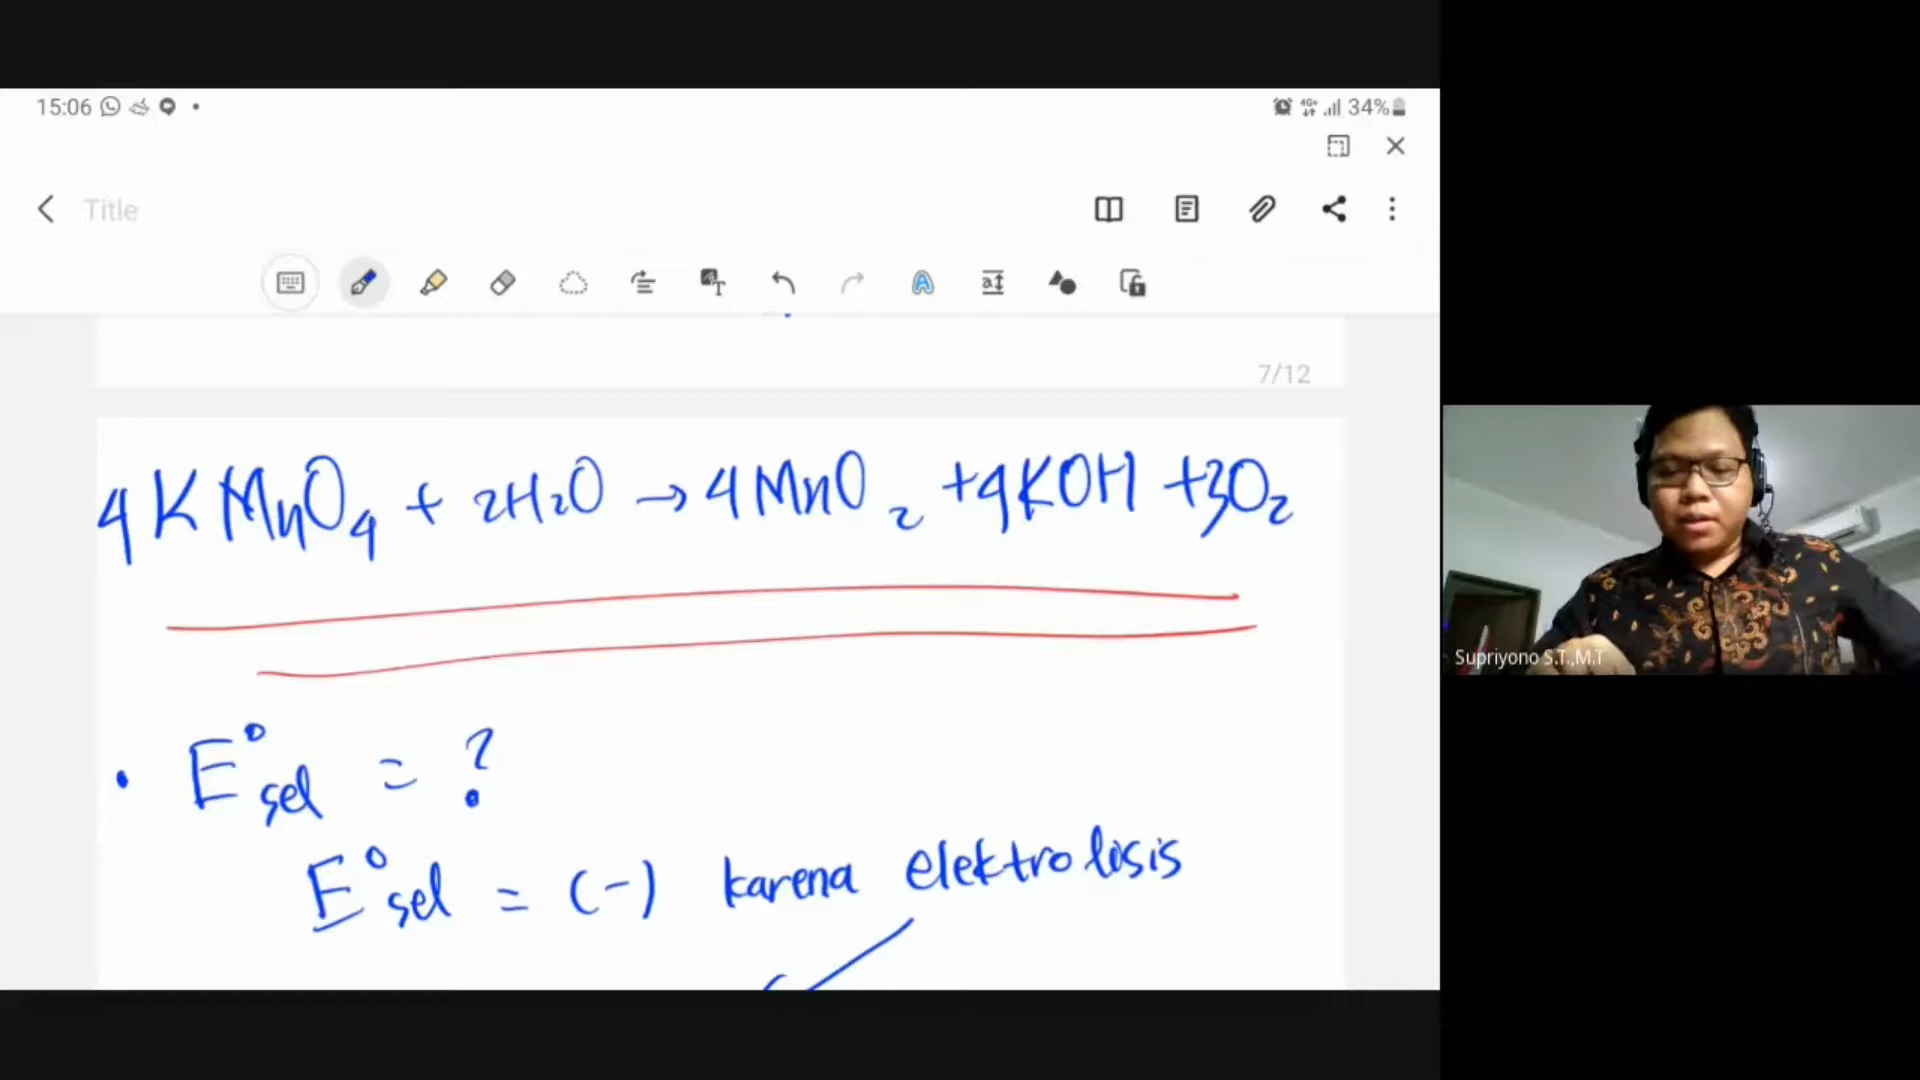 15:06
34%
Title
7/12
4KMnO₄ + 2H₂O → 4MnO₂ + 4KOH + 3O₂
• E°sel = ?
E°sel = (-) karena elektrolisis
Supriyono S.T.,M.T